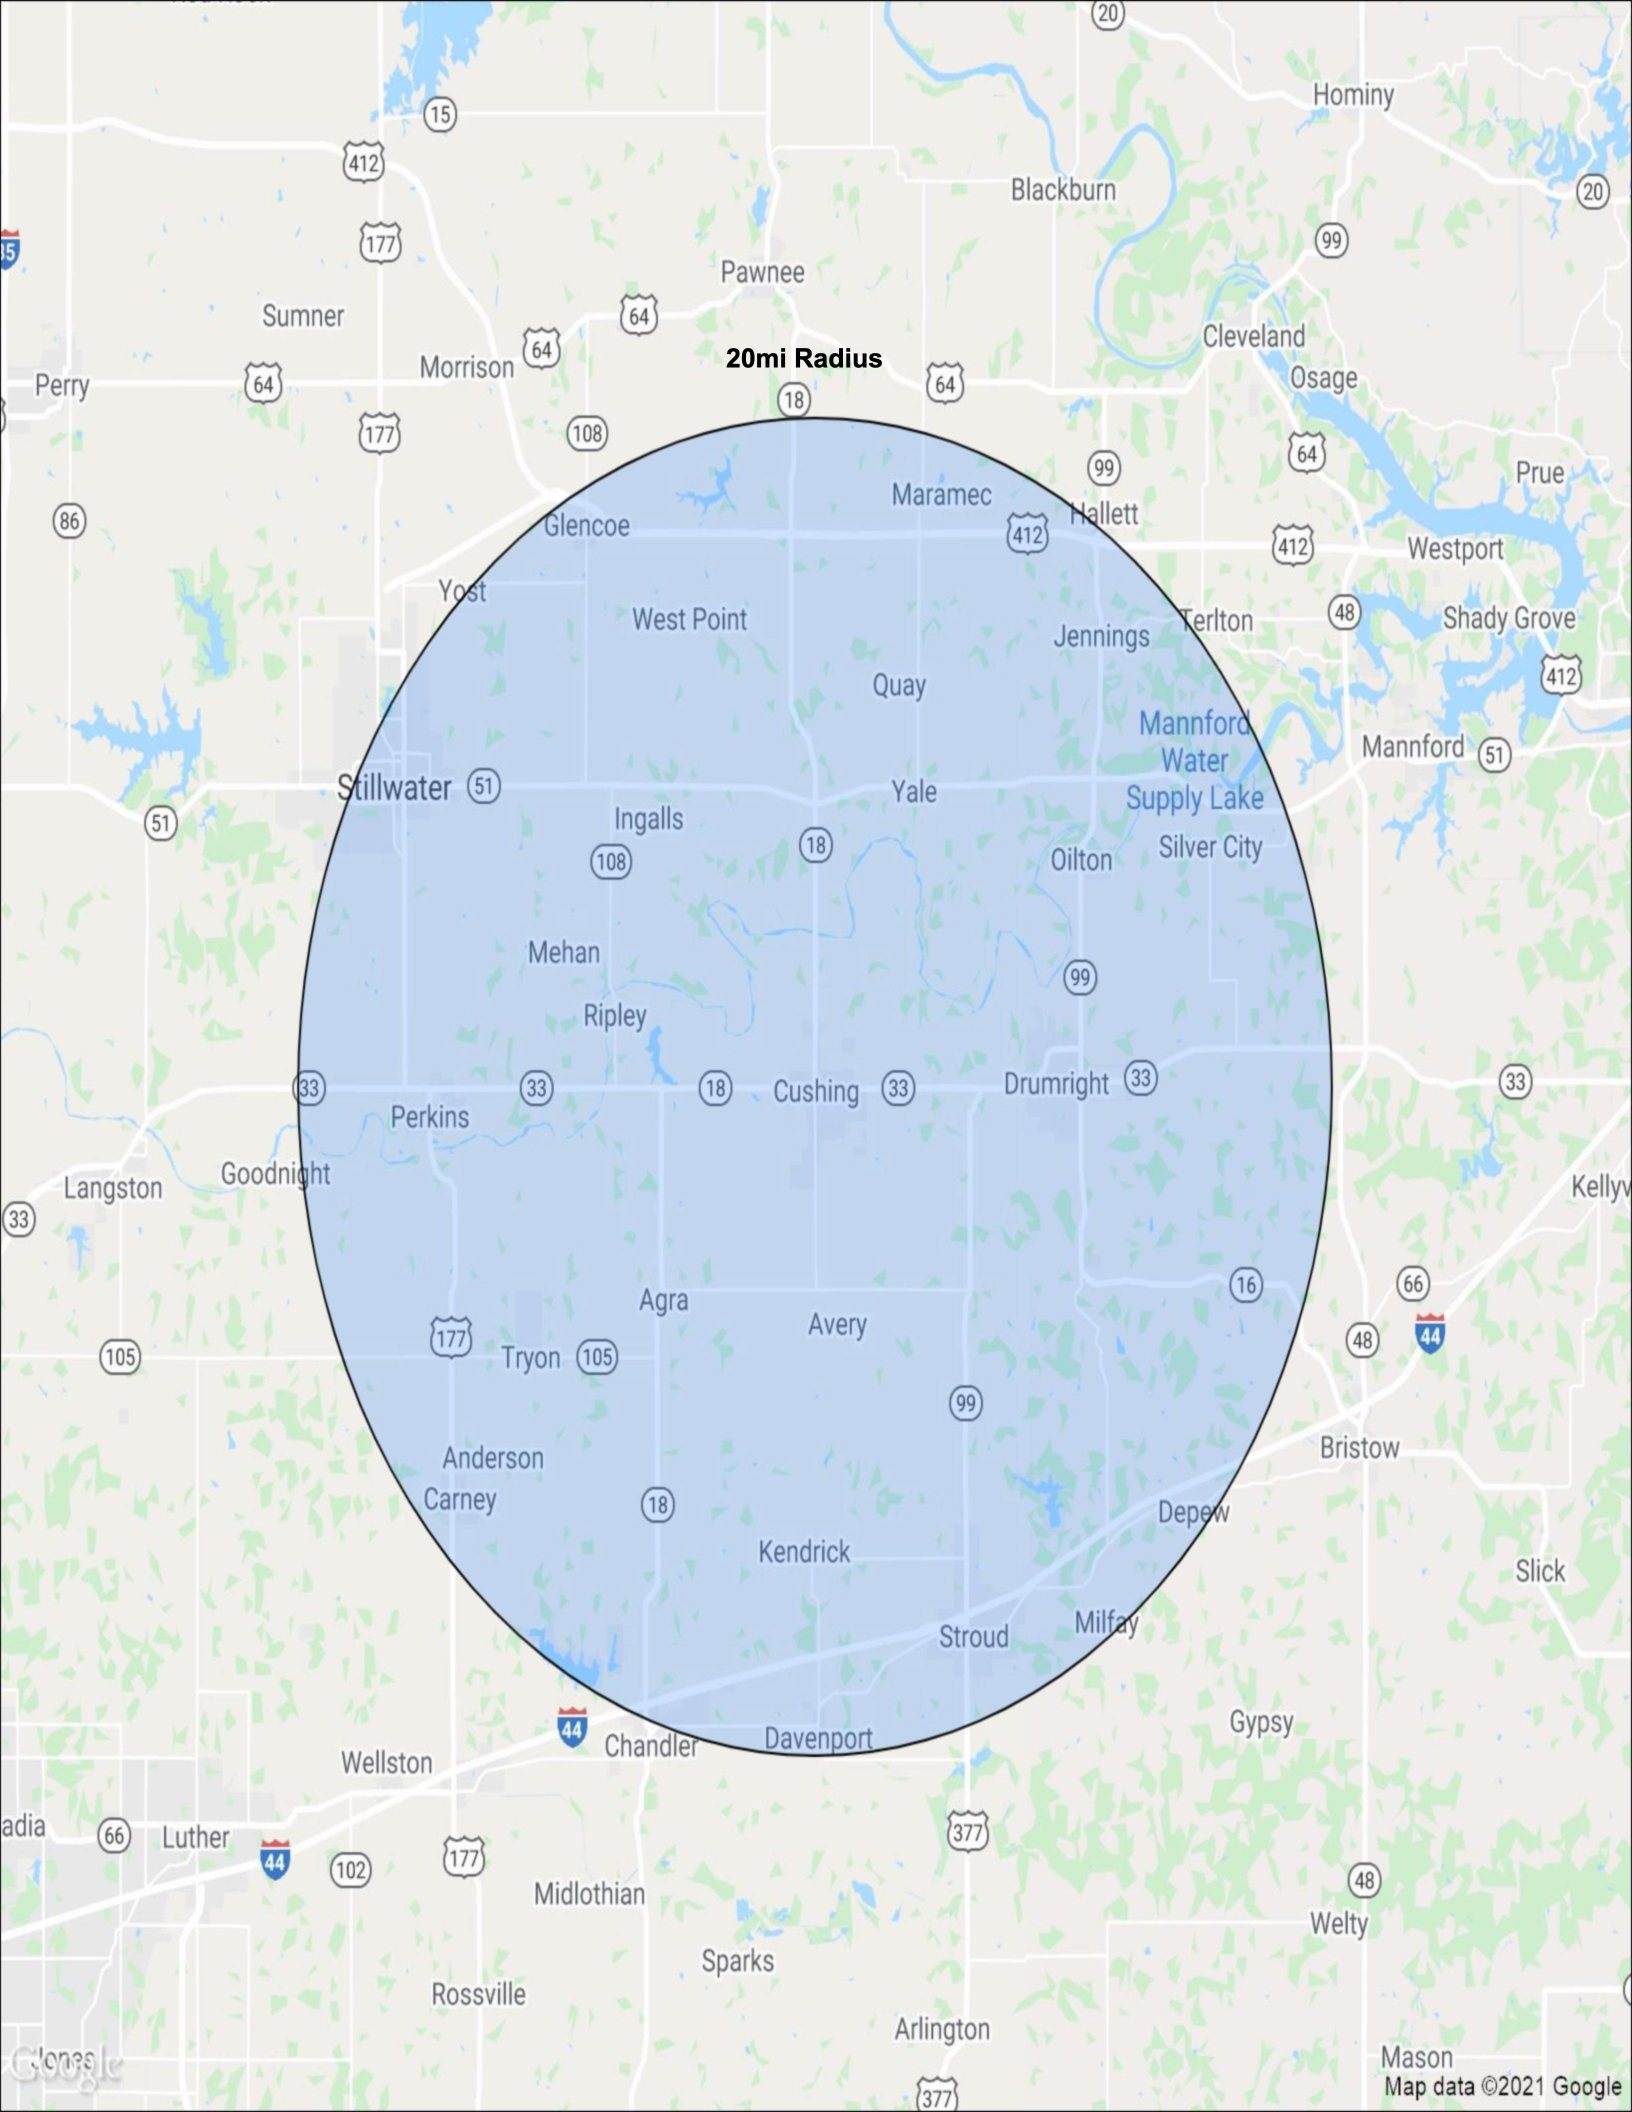 20
15
Hominy
412
Blackburn
20
177
99
35
Pawnee
Sumner
64
Cleveland
64
20mi Radius
Morrison
Osage
Perry
64
64
18
177
108
64
99
Prue
Maramec
86
Glencoe
Hallett
412
412
Westport
Yost
West Point
48
Shady Grove
Terlton
Jennings
412
Quay
Mannford
Water
Supply Lake
Mannford
51
Stillwater
51
Yale
Ingalls
51
18
Silver City
108
Oilton
Mehan
99
Ripley
33
33
18
Cushing
33
Drumright
33
33
Perkins
Goodnight
Langston
Kellyv
33
16
66
Agra
Avery
177
44
48
105
Tryon
105
99
Bristow
Anderson
Carney
18
Depew
Kendrick
Slick
Milfay
Stroud
Gypsy
44
Davenport
Chandler
Wellston
adia
66
Luther
377
44
102
177
48
Midlothian
Welty
Sparks
Rossville
Arlington
Jones
Google
Mason
Map data ©2021 Google
377